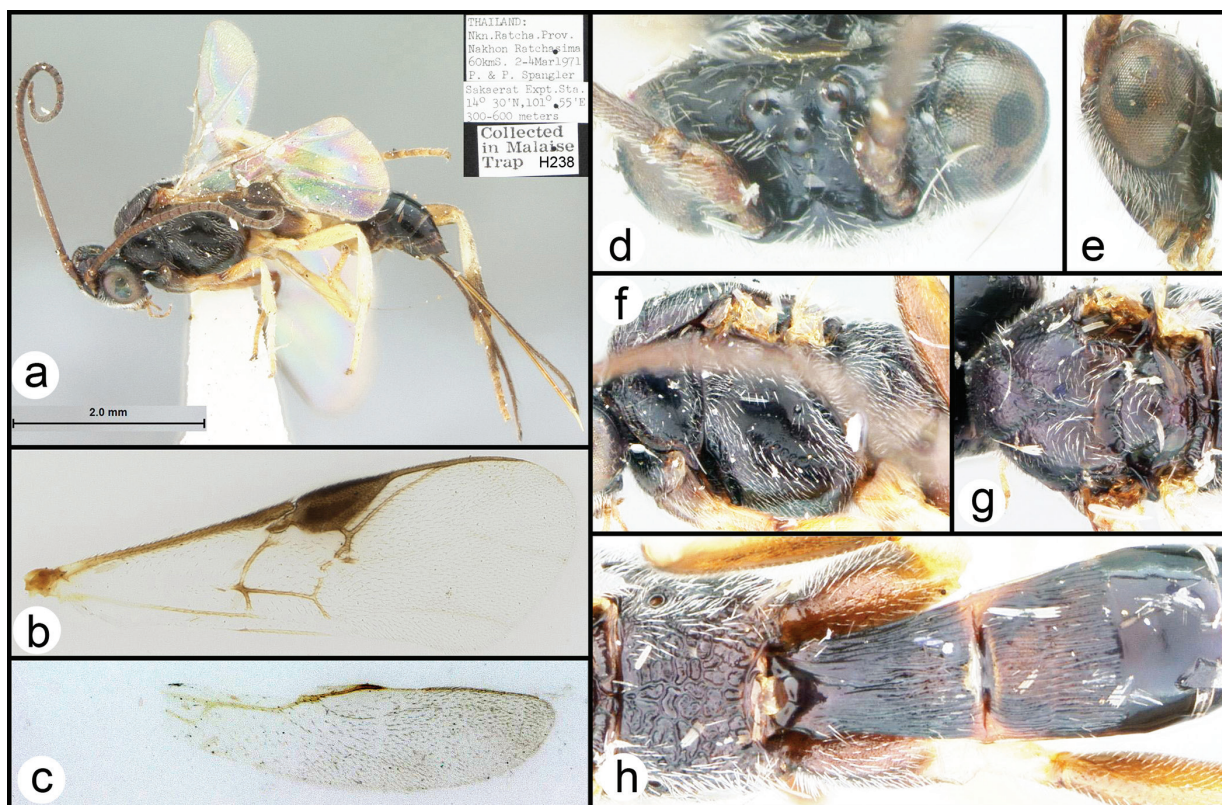 THAILAND:
Nkn.Ratcha.Prov.
Nakhon Ratchasima
60kmS. 2-4Mar1971
P. & P. Spangler
Sakaerat Expt.Sta.
14° 30'N,101° 55'E
300-600 meters
Collected
in Malaise
Trap H238
a
2.0 mm
b
c
d
e
f
g
h